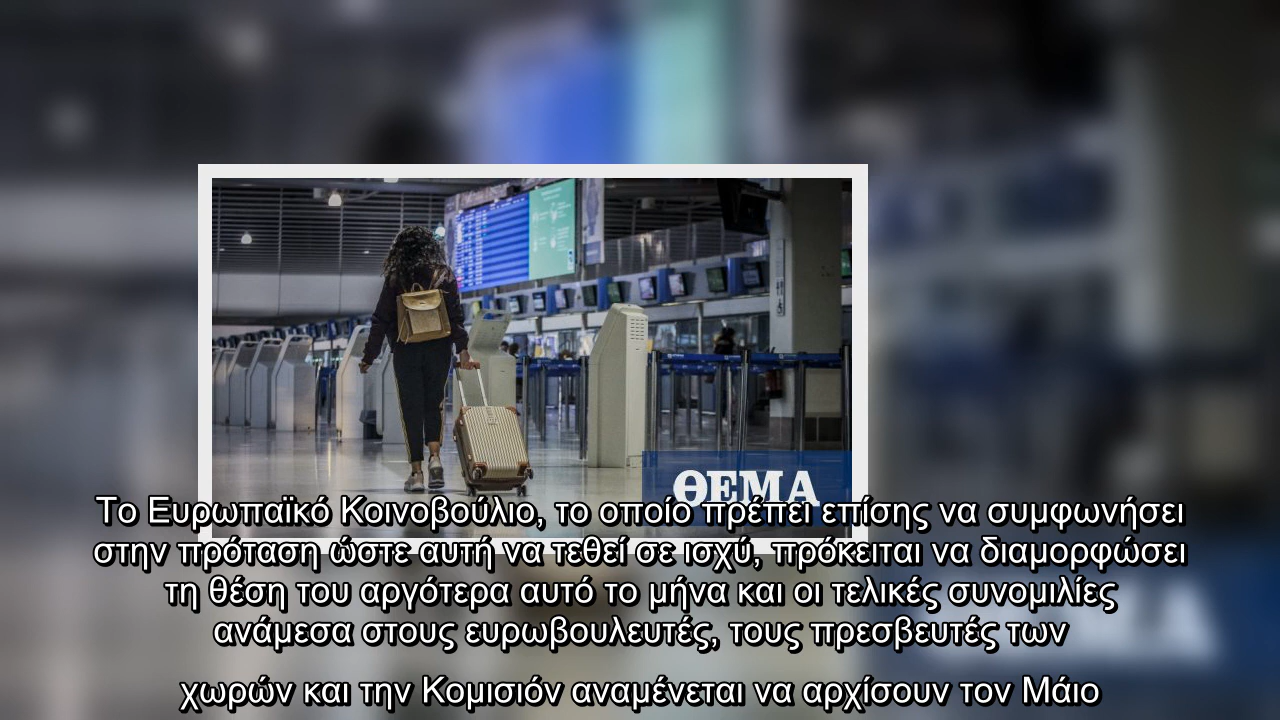 ΘΕΜΑ
Το Ευρωπαϊκό Κοινοβούλιο, το οποίο πρέπει επίσης να συμφωνήσει
στην πρόταση ώστε αυτή να τεθεί σε ισχύ, πρόκειται να διαμορφώσει
τη θέση του αργότερα αυτό το μήνα και οι τελικές συνομιλίες
ανάμεσα στους ευρωβουλευτές, τους πρεσβευτές των
χωρών και την Κομισιόν αναμένεται να αρχίσουν τον Μάιο